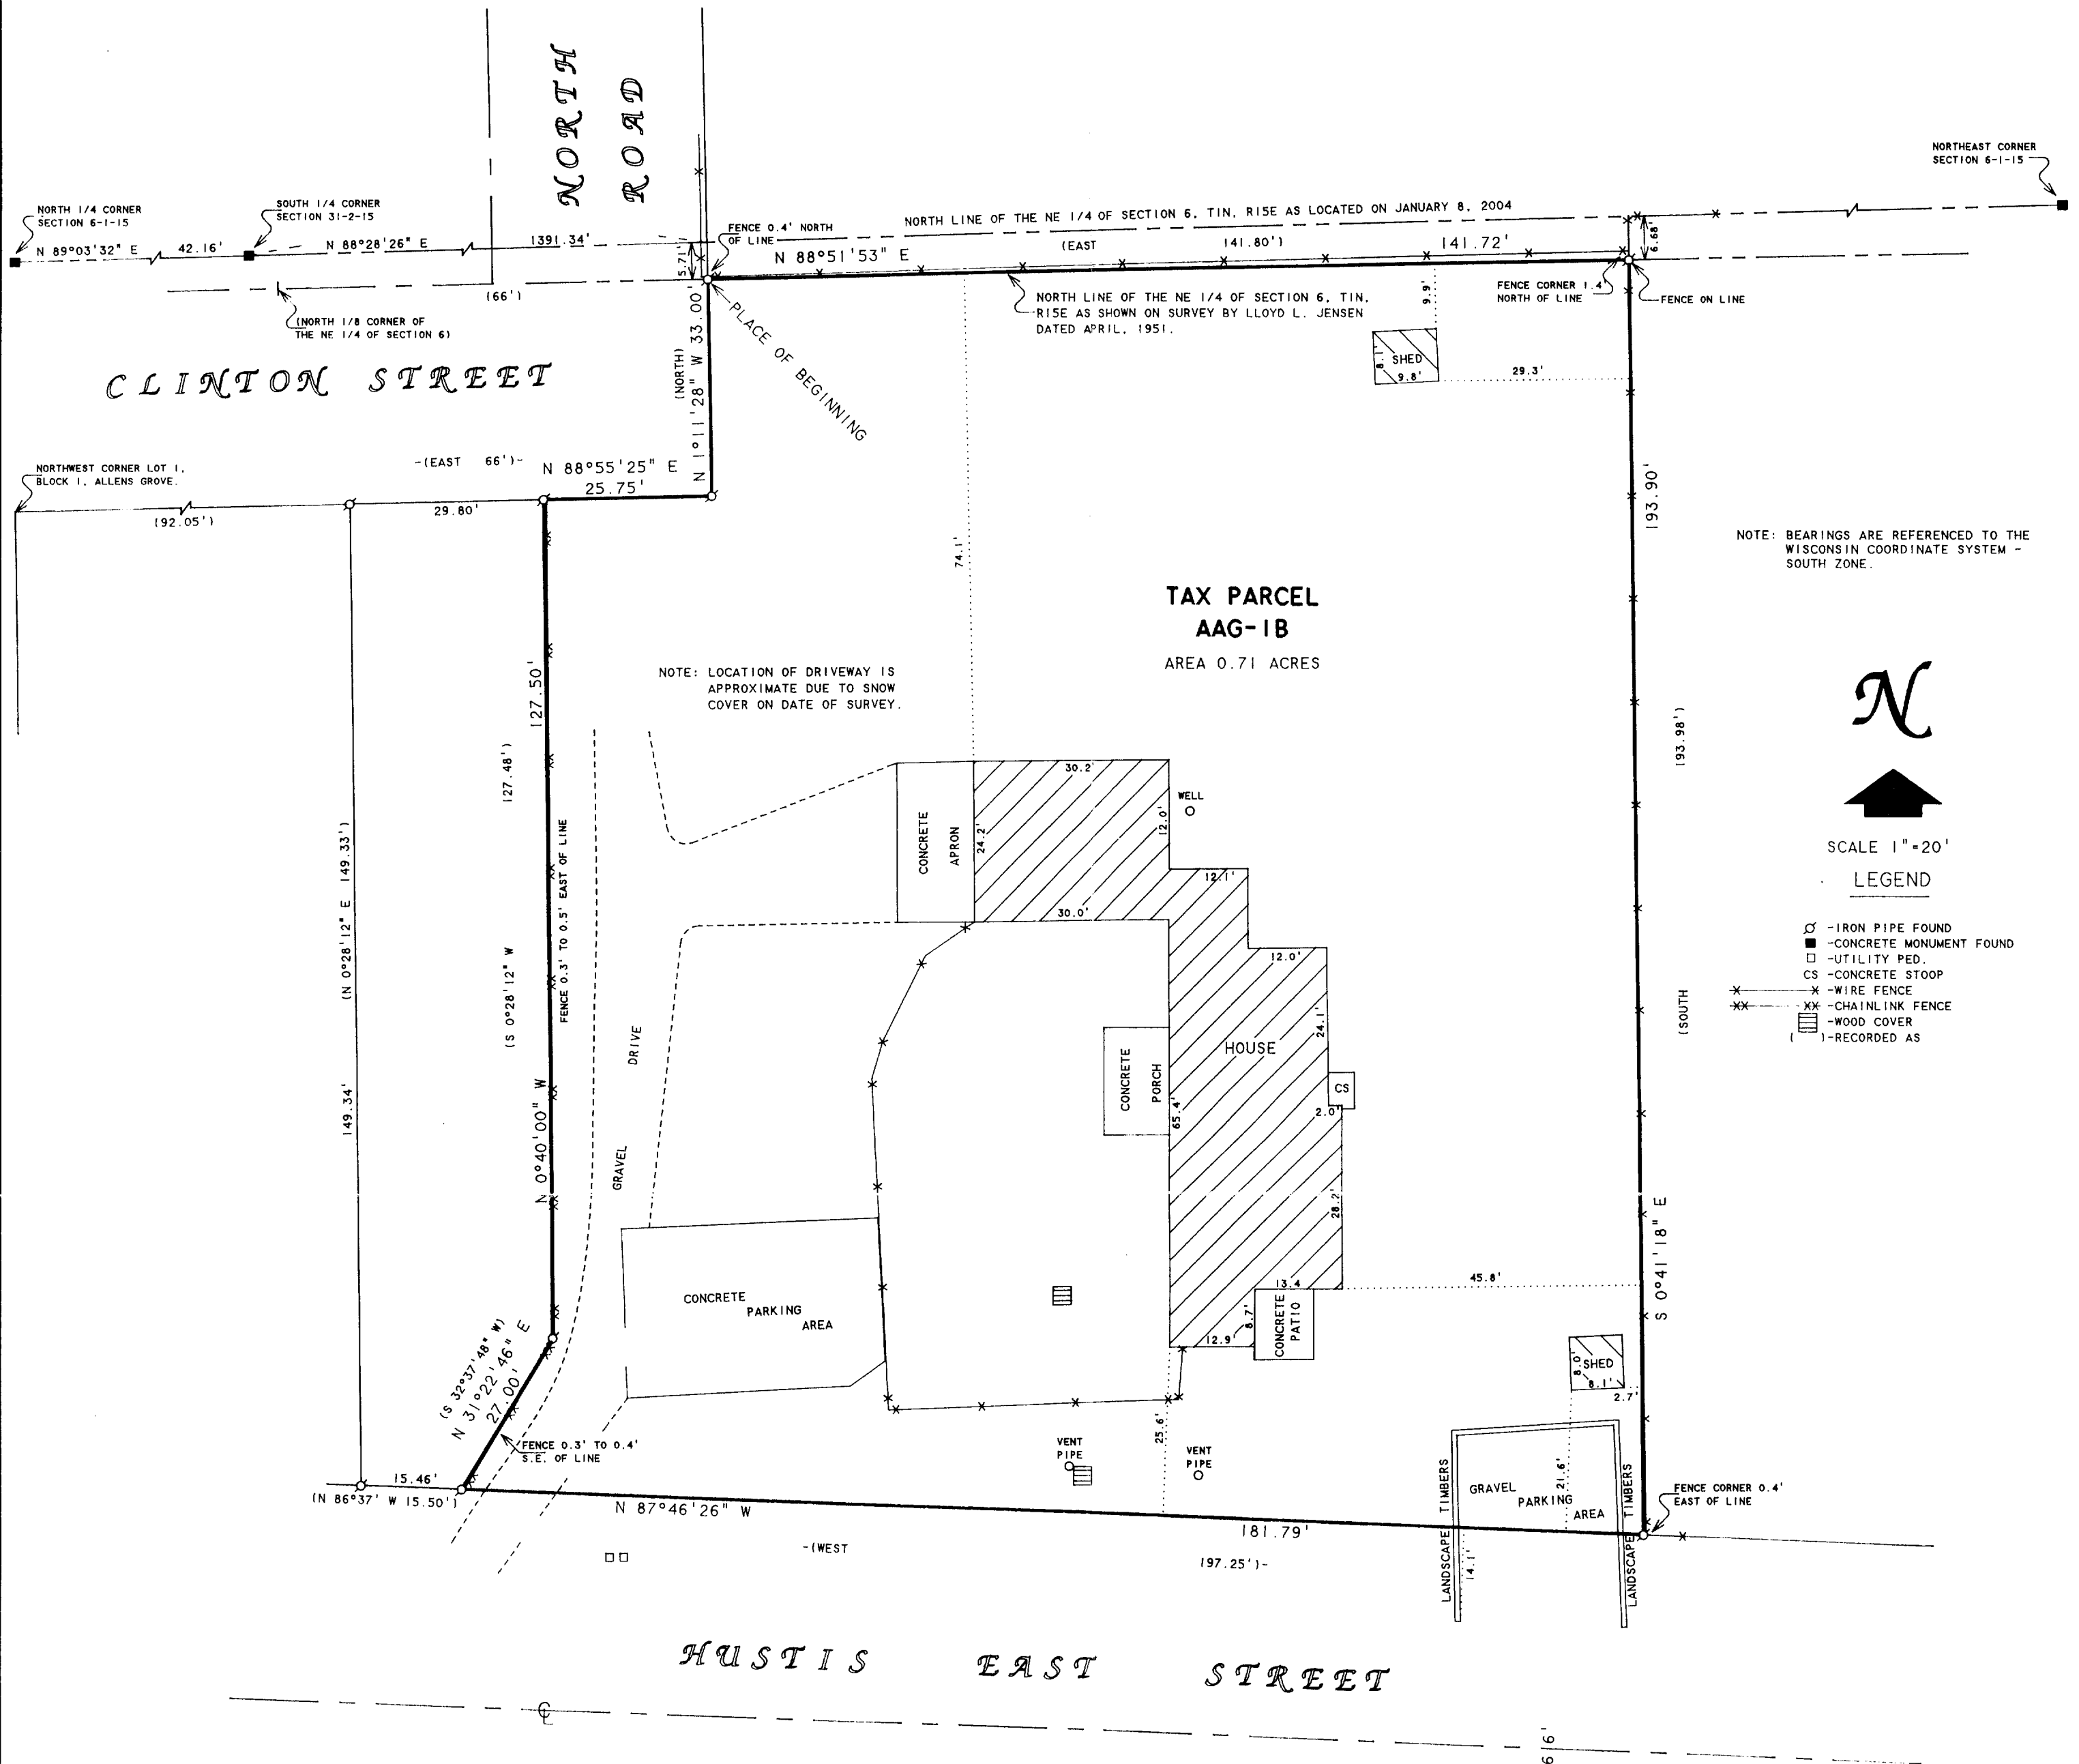 NORTH
ROAD
NORTHEAST CORNER
SECTION 6-1-15
NORTH 1/4 CORNER
SECTION 6-1-15
SOUTH 1/4 CORNER
SECTION 31-2-15
N 89°03'32" E
42.16'
N 88°28'26" E
1391.34'
FENCE 0.4' NORTH
OF LINE
NORTH LINE OF THE NE 1/4 OF SECTION 6, T1N, R15E AS LOCATED ON JANUARY 8, 2004
5.71'
N 88°51'53" E
(EAST
141.80')
141.72'
6.68'
(66')
(NORTH 1/8 CORNER OF
THE NE 1/4 OF SECTION 6)
NORTH LINE OF THE NE 1/4 OF SECTION 6, T1N,
R15E AS SHOWN ON SURVEY BY LLOYD L. JENSEN
DATED APRIL, 1951.
9.9'
FENCE CORNER 1.4'
NORTH OF LINE
FENCE ON LINE
PLACE OF BEGINNING
(NORTH)
N 1°11'28" W 33.00'
CLINTON STREET
8.1'
SHED
9.8'
29.3'
NORTHWEST CORNER LOT 1,
BLOCK 1, ALLENS GROVE.
-(EAST 66')-
N 88°55'25" E
25.75'
(92.05')
29.80'
193.90'
74.1'
NOTE: BEARINGS ARE REFERENCED TO THE
WISCONSIN COORDINATE SYSTEM -
SOUTH ZONE.
TAX PARCEL
AAG-1B
AREA 0.71 ACRES
NOTE: LOCATION OF DRIVEWAY IS
APPROXIMATE DUE TO SNOW
COVER ON DATE OF SURVEY.
127.50'
(127.48')
193.98')
N
SCALE 1"=20'
LEGEND
-IRON PIPE FOUND
-CONCRETE MONUMENT FOUND
-UTILITY PED.
CS -CONCRETE STOOP
-WIRE FENCE
-CHAINLINK FENCE
-WOOD COVER
( )-RECORDED AS
30.2'
WELL
CONCRETE
APRON
24.2'
12.0'
12.1'
30.0'
12.0'
(N 0°28'12" E 149.33')
FENCE 0.3' TO 0.5' EAST OF LINE
(S 0°28'12" W
(SOUTH
24.1'
HOUSE
DRIVE
GRAVEL
CONCRETE
PORCH
65.4'
CS
2.0'
149.34'
N 0°40'00" W
28.2'
S 0°41'18" E
CONCRETE
PARKING
AREA
13.4
45.8'
8.7'
CONCRETE
PATIO
12.9'
(S 32°37'48" W)
N 31°22'46" E
27.00'
8.0'
SHED
8.1'
2.7'
FENCE 0.3' TO 0.4'
S.E. OF LINE
25.6'
VENT
PIPE
VENT
PIPE
LANDSCAPE TIMBERS
GRAVEL
PARKING
AREA
21.6'
LANDSCAPE TIMBERS
FENCE CORNER 0.4'
EAST OF LINE
15.46'
(N 86°37' W 15.50')
N 87°46'26" W
181.79'
14.1'
-(WEST
197.25')-
HUSTIS EAST STREET